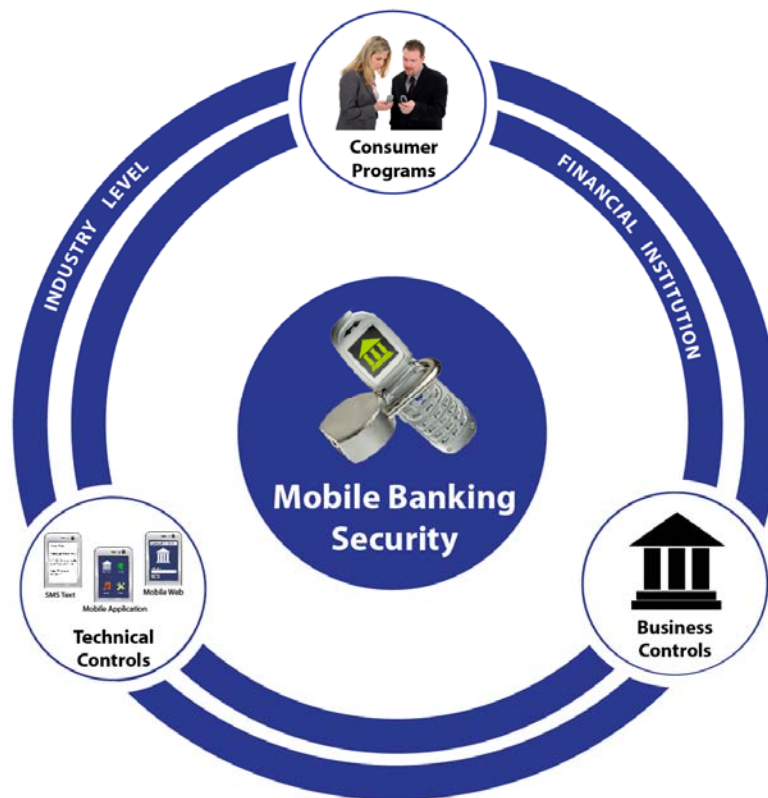 Consumer
Programs
INDUSTRY LEVEL
FINANCIAL INSTITUTION
Mobile Banking
Security
SMS Text
Mobile Application
Mobile Web
Technical
Controls
Business
Controls